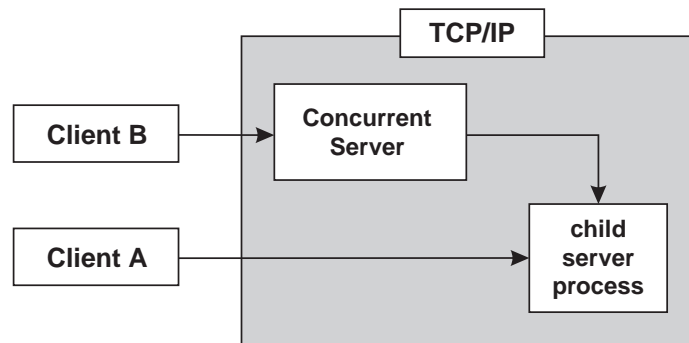 TCP/IP
Client B
Concurrent
Server
Client A
child
server
process